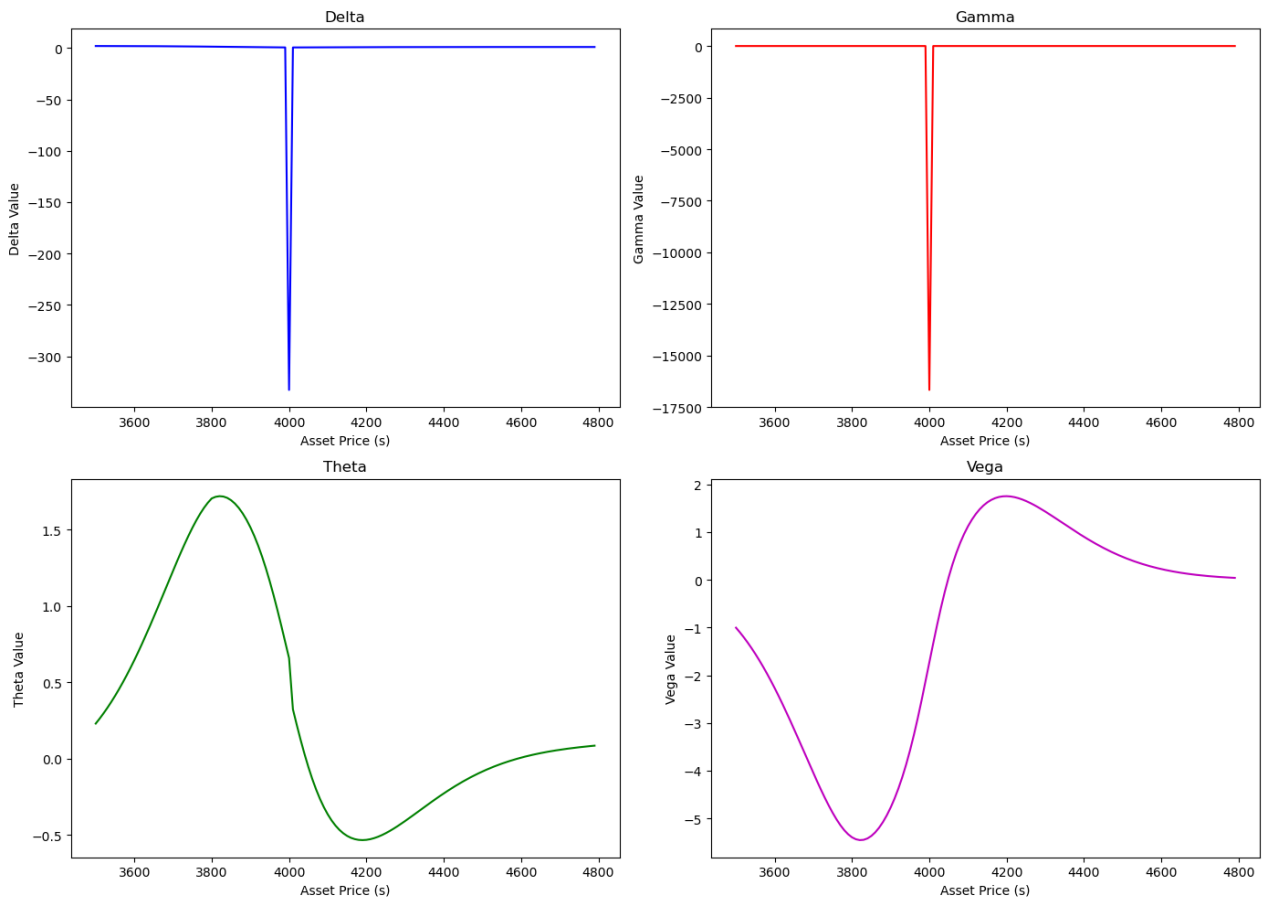 Delta
0
−50
−100
−150
−200
−250
−300
Delta Value
3600 3800 4000 4200 4400 4600 4800
Asset Price (s)
Gamma
0
−2500
−5000
−7500
−10000
−12500
−15000
−17500
Gamma Value
3600 3800 4000 4200 4400 4600 4800
Asset Price (s)
Theta
1.5
1.0
0.5
0.0
−0.5
Theta Value
3600 3800 4000 4200 4400 4600 4800
Asset Price (s)
Vega
2
1
0
−1
−2
−3
−4
−5
Vega Value
3600 3800 4000 4200 4400 4600 4800
Asset Price (s)